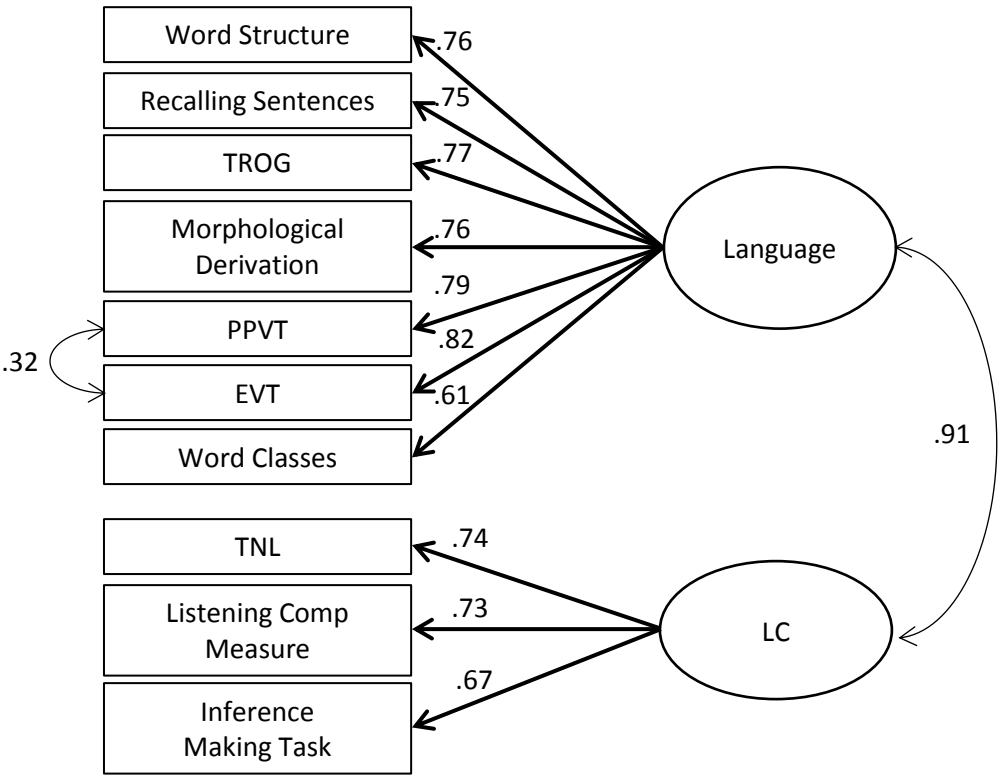 Word Structure
.76
Recalling Sentences
.75
TROG
.77
Morphological
Derivation
.76
Language
.79
PPVT
.82
.32
EVT
.61
Word Classes
.91
TNL
.74
Listening Comp
Measure
.73
LC
.67
Inference
Making Task